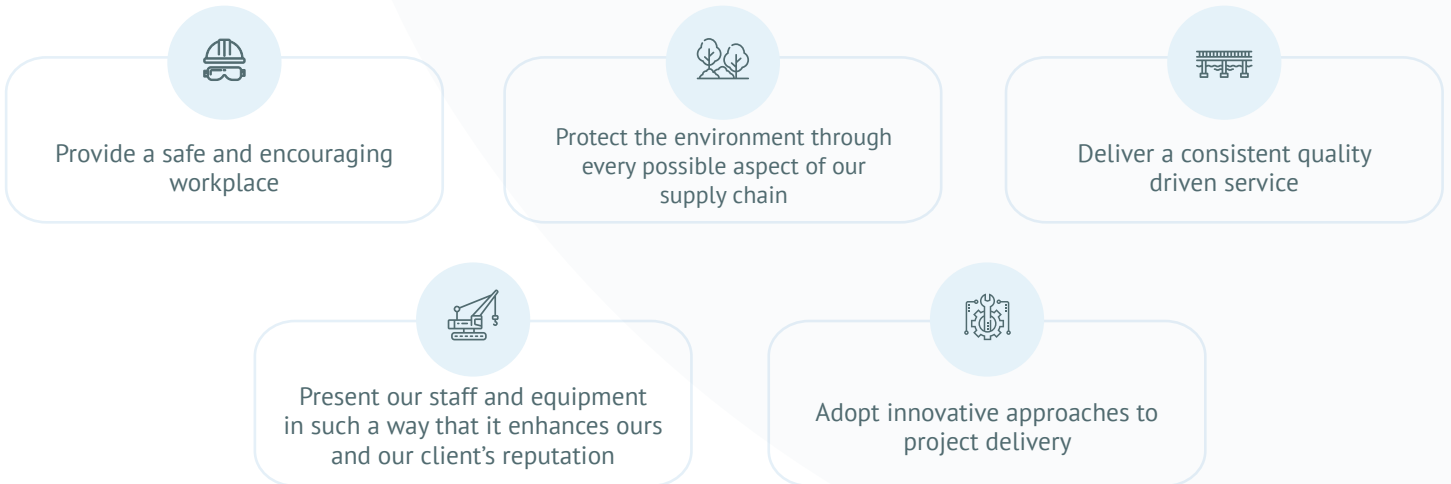 Provide a safe and encouraging
workplace
Protect the environment through
every possible aspect of our
supply chain
Deliver a consistent quality
driven service
Present our staff and equipment
in such a way that it enhances ours
and our client’s reputation
Adopt innovative approaches to
project delivery